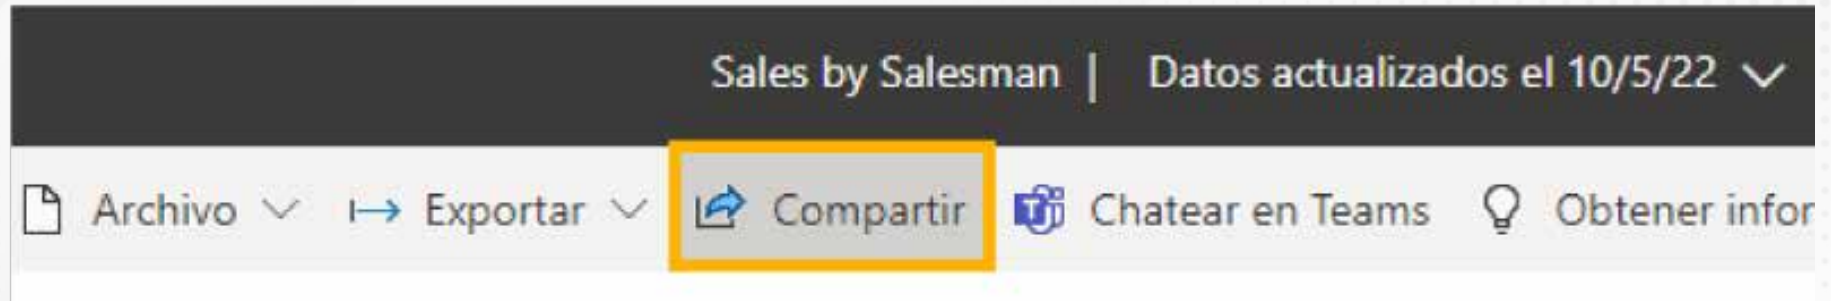 Sales by Salesman | Datos actualizados el 10/5/22
Archivo Exportar Compartir Chatear en Teams Obtener infor